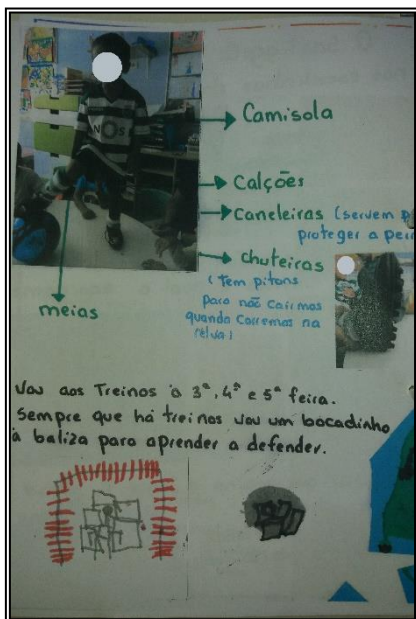 NOS
Camisola
Calções
Caneleiras (servem p
proteger a per
chuteiras
(Tem pitons
para não Cairmos
quando Corremos na
relva)
meias
Vou aos Treinos à 3ª, 4ª e 5ª feira.
Sempre que há treinos vou um bocadinho
à baliza para aprender a defender.